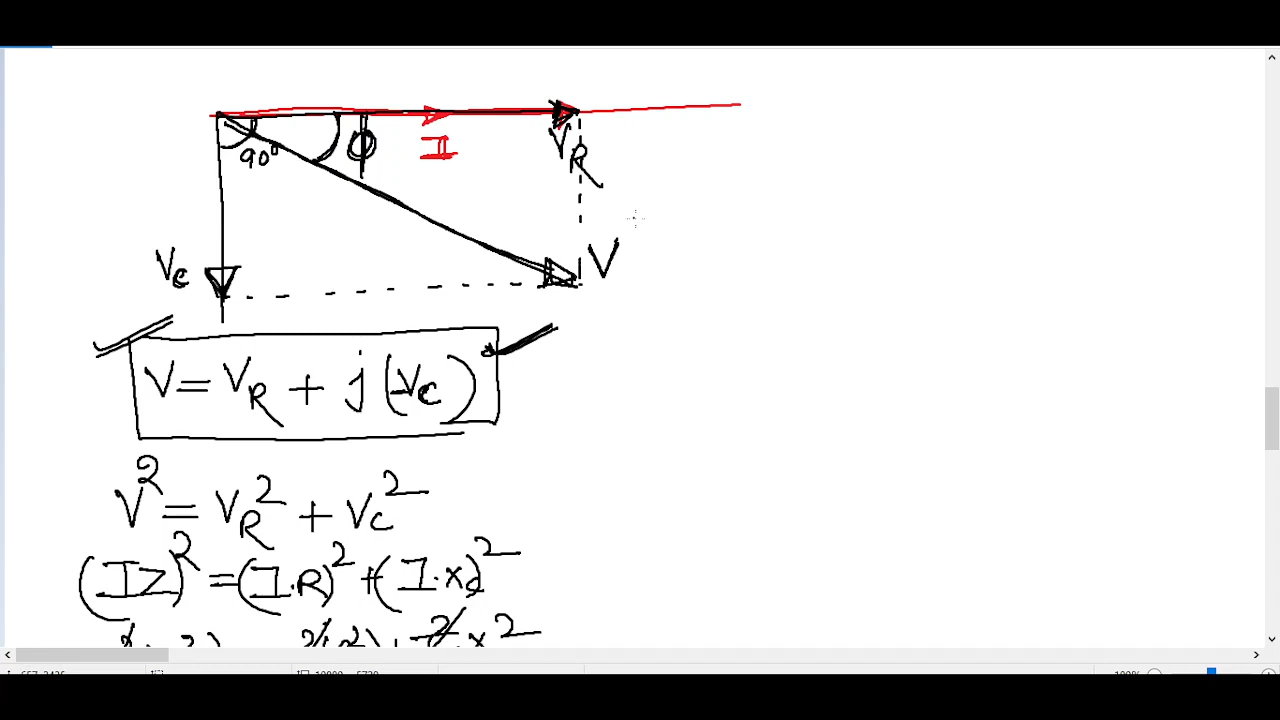 I
V_R
90°
Φ
V_C
V
V = V_R + j(-V_C)
V² = V_R² + V_C²
(IZ)² = (I.R)² + (I.X_C)²